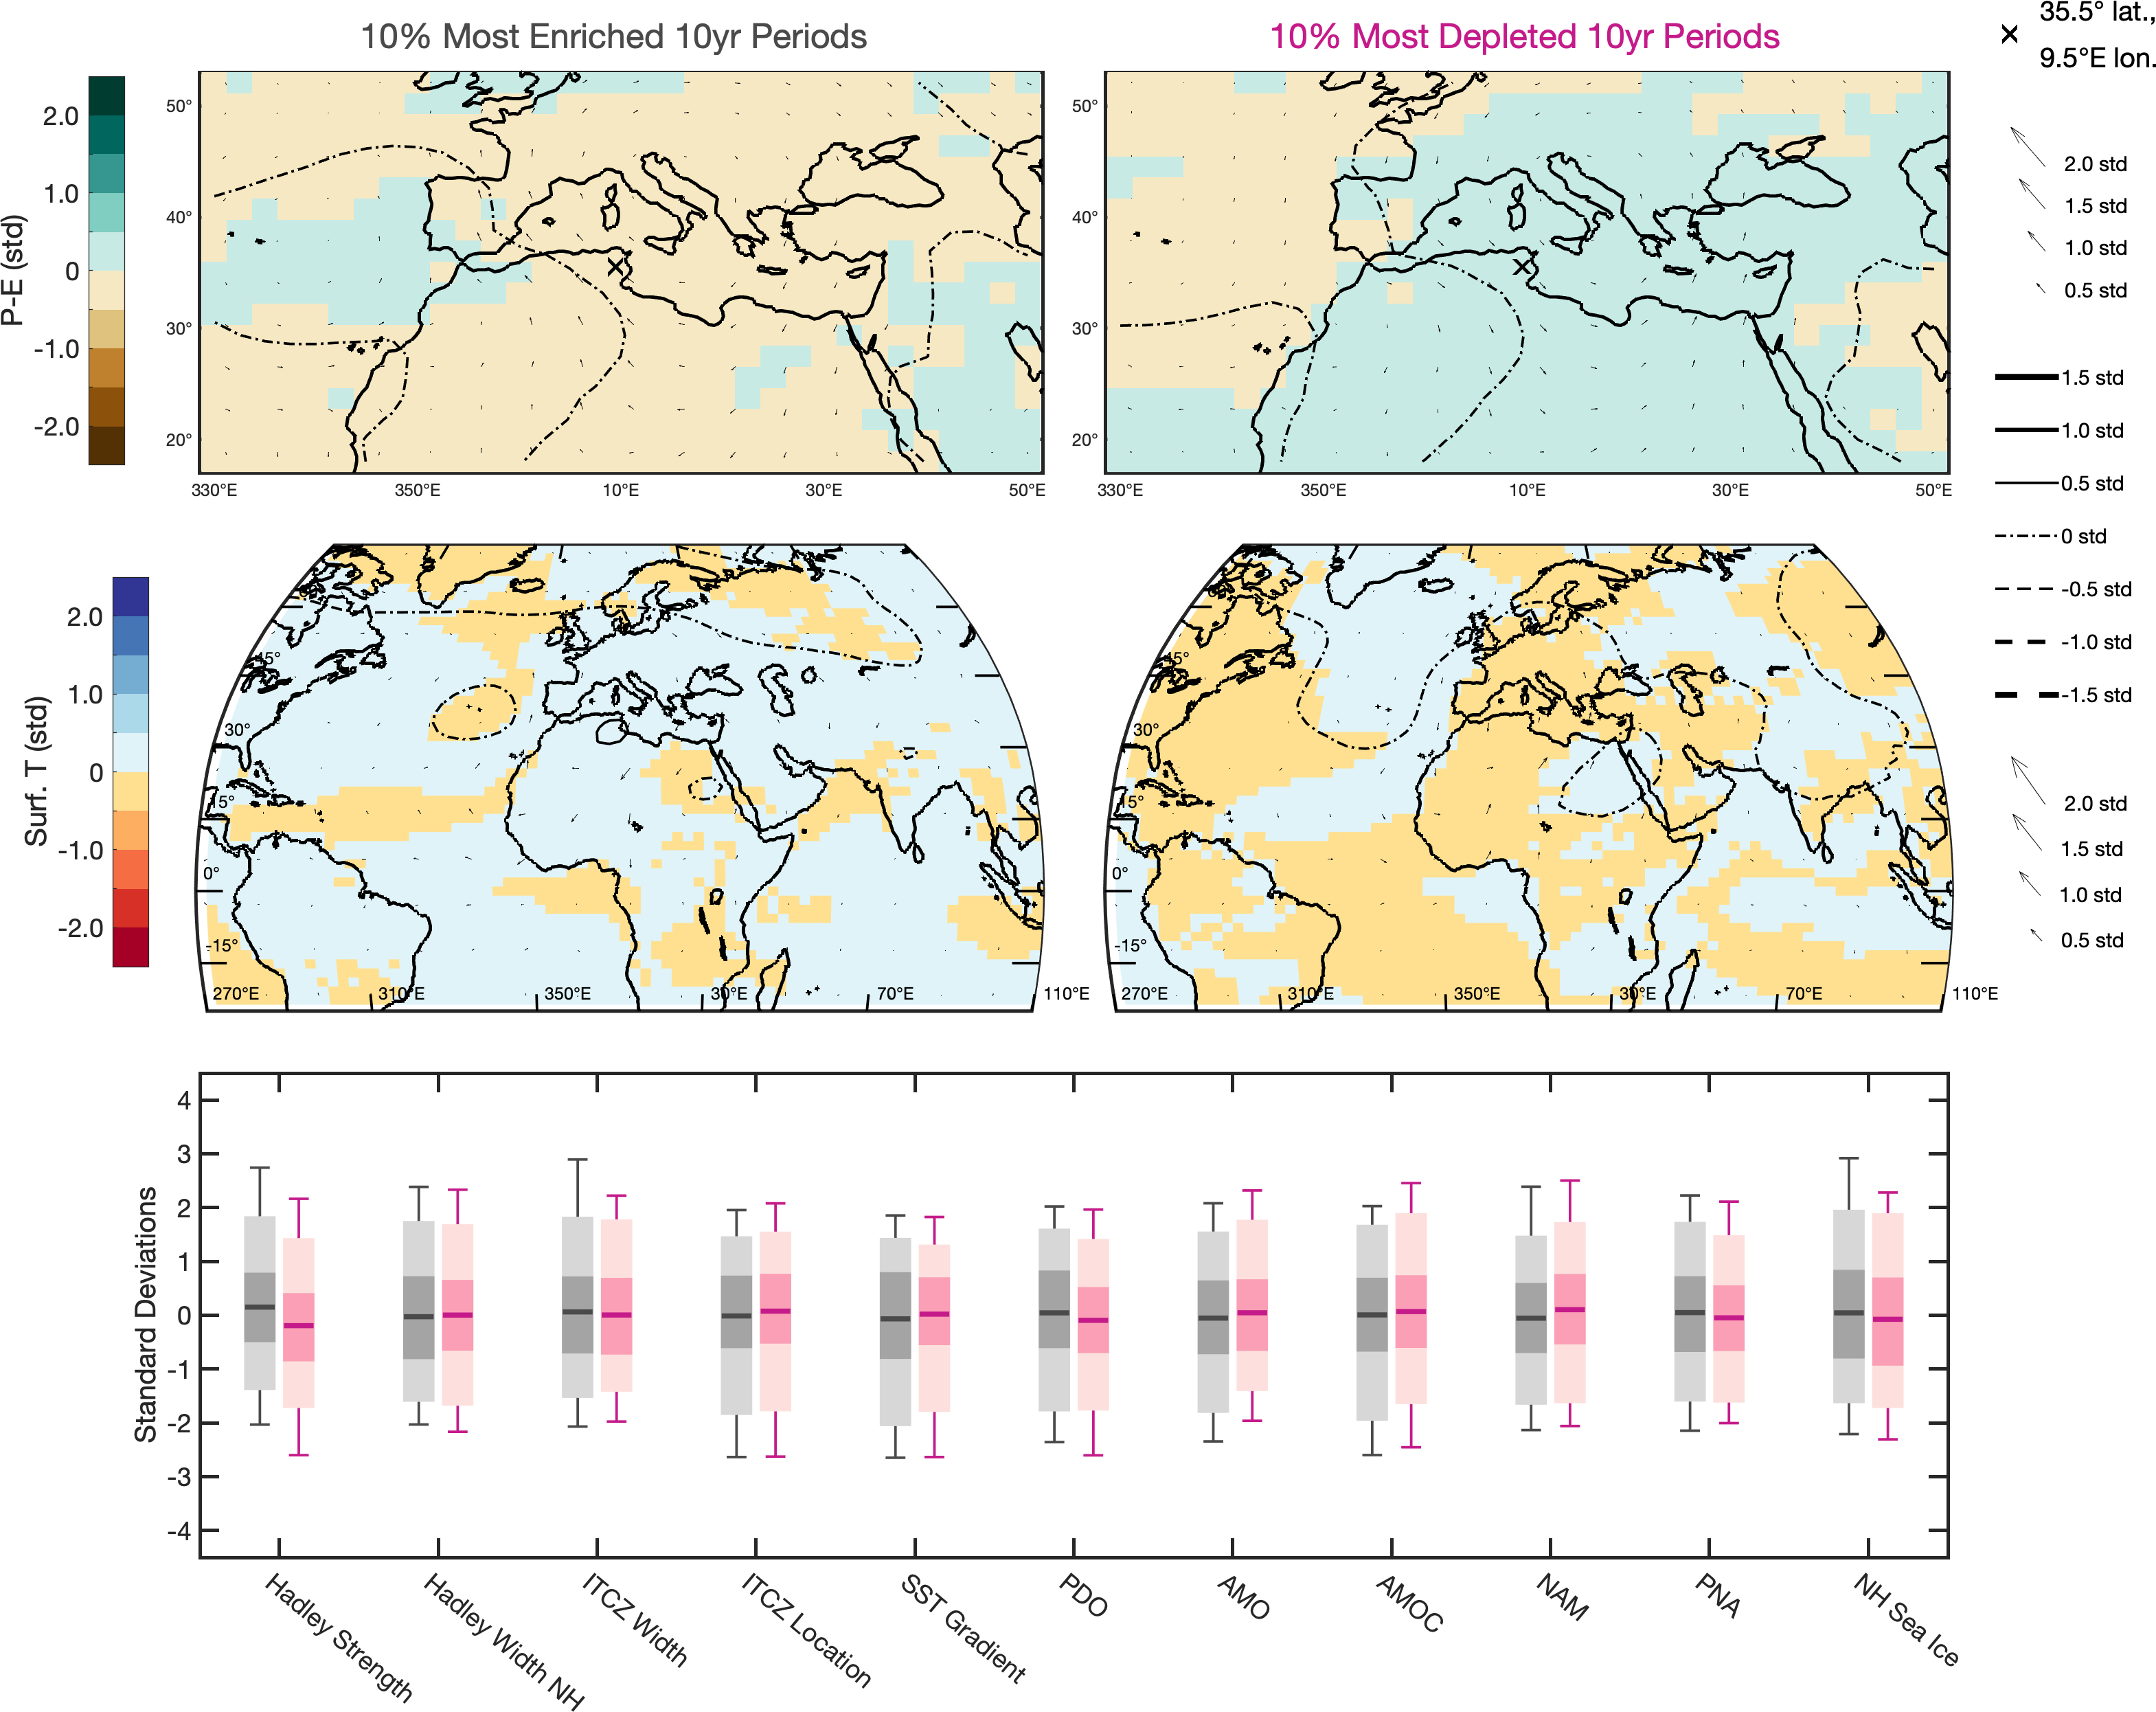 10% Most Enriched 10yr Periods
10% Most Depleted 10yr Periods
35.5° lat.,
9.5°E lon.
P-E (std)
2.0
1.0
0
-1.0
-2.0
50°
40°
30°
20°
330°E 350°E 10°E 30°E 50°E
50°
40°
30°
20°
330°E 350°E 10°E 30°E 50°E
2.0 std
1.5 std
1.0 std
0.5 std
1.5 std
1.0 std
0.5 std
0 std
-0.5 std
-1.0 std
-1.5 std
Surf. T (std)
2.0
1.0
0
-1.0
-2.0
45°
30°
15°
0°
-15°
270°E 310°E 350°E 30°E 70°E 110°E
45°
30°
15°
0°
-15°
270°E 310°E 350°E 30°E 70°E 110°E
2.0 std
1.5 std
1.0 std
0.5 std
Standard Deviations
4
3
2
1
0
-1
-2
-3
-4
Hadley Strength
Hadley Width NH
ITCZ Width
ITCZ Location
SST Gradient
PDO
AMO
AMOC
NAM
PNA
NH Sea Ice